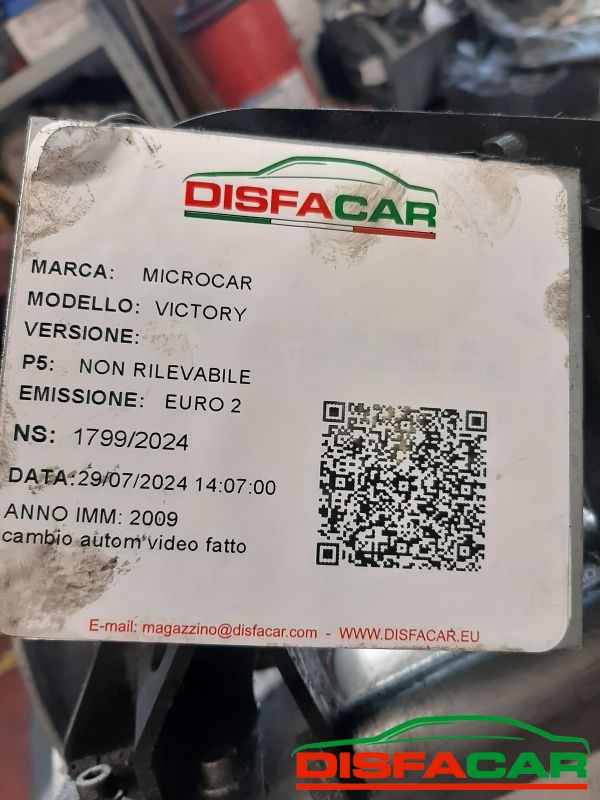 DISFACAR
MARCA: MICROCAR
MODELLO: VICTORY
VERSIONE:
P5: NON RILEVABILE
EMISSIONE: EURO 2
NS: 1799/2024
DATA:29/07/2024 14:07:00
ANNO IMM: 2009
cambio autom video fatto
E-mail: magazzino@disfacar.com - WWW.DISFACAR.EU
DISFACAR